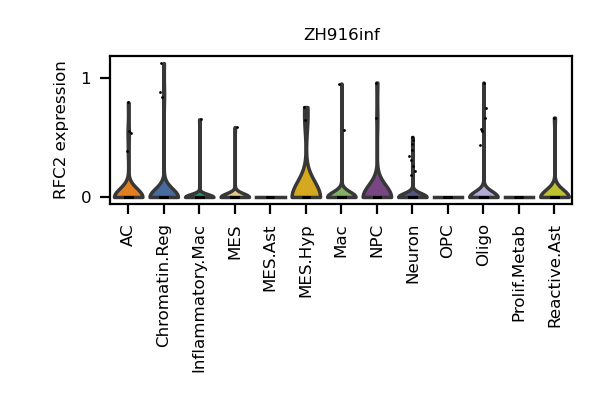 ZH916inf
RFC2 expression
1
0
AC
Chromatin.Reg
Inflammatory.Mac
MES
MES.Ast
MES.Hyp
Mac
NPC
Neuron
OPC
Oligo
Prolif.Metab
Reactive.Ast